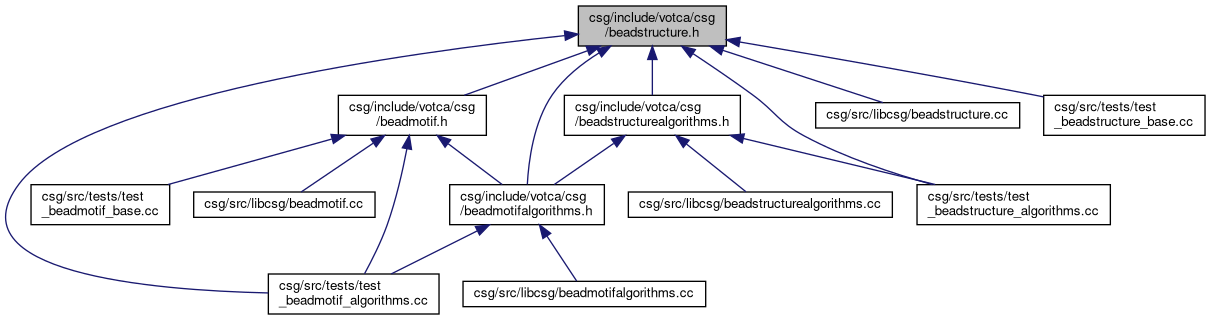 csg/include/votca/csg
/beadstructure.h
csg/include/votca/csg
/beadmotif.h
csg/include/votca/csg
/beadstructurealgorithms.h
csg/src/libcsg/beadstructure.cc
csg/src/tests/test
_beadstructure_base.cc
csg/src/tests/test
_beadmotif_base.cc
csg/src/libcsg/beadmotif.cc
csg/include/votca/csg
/beadmotifalgorithms.h
csg/src/libcsg/beadstructurealgorithms.cc
csg/src/tests/test
_beadstructure_algorithms.cc
csg/src/tests/test
_beadmotif_algorithms.cc
csg/src/libcsg/beadmotifalgorithms.cc